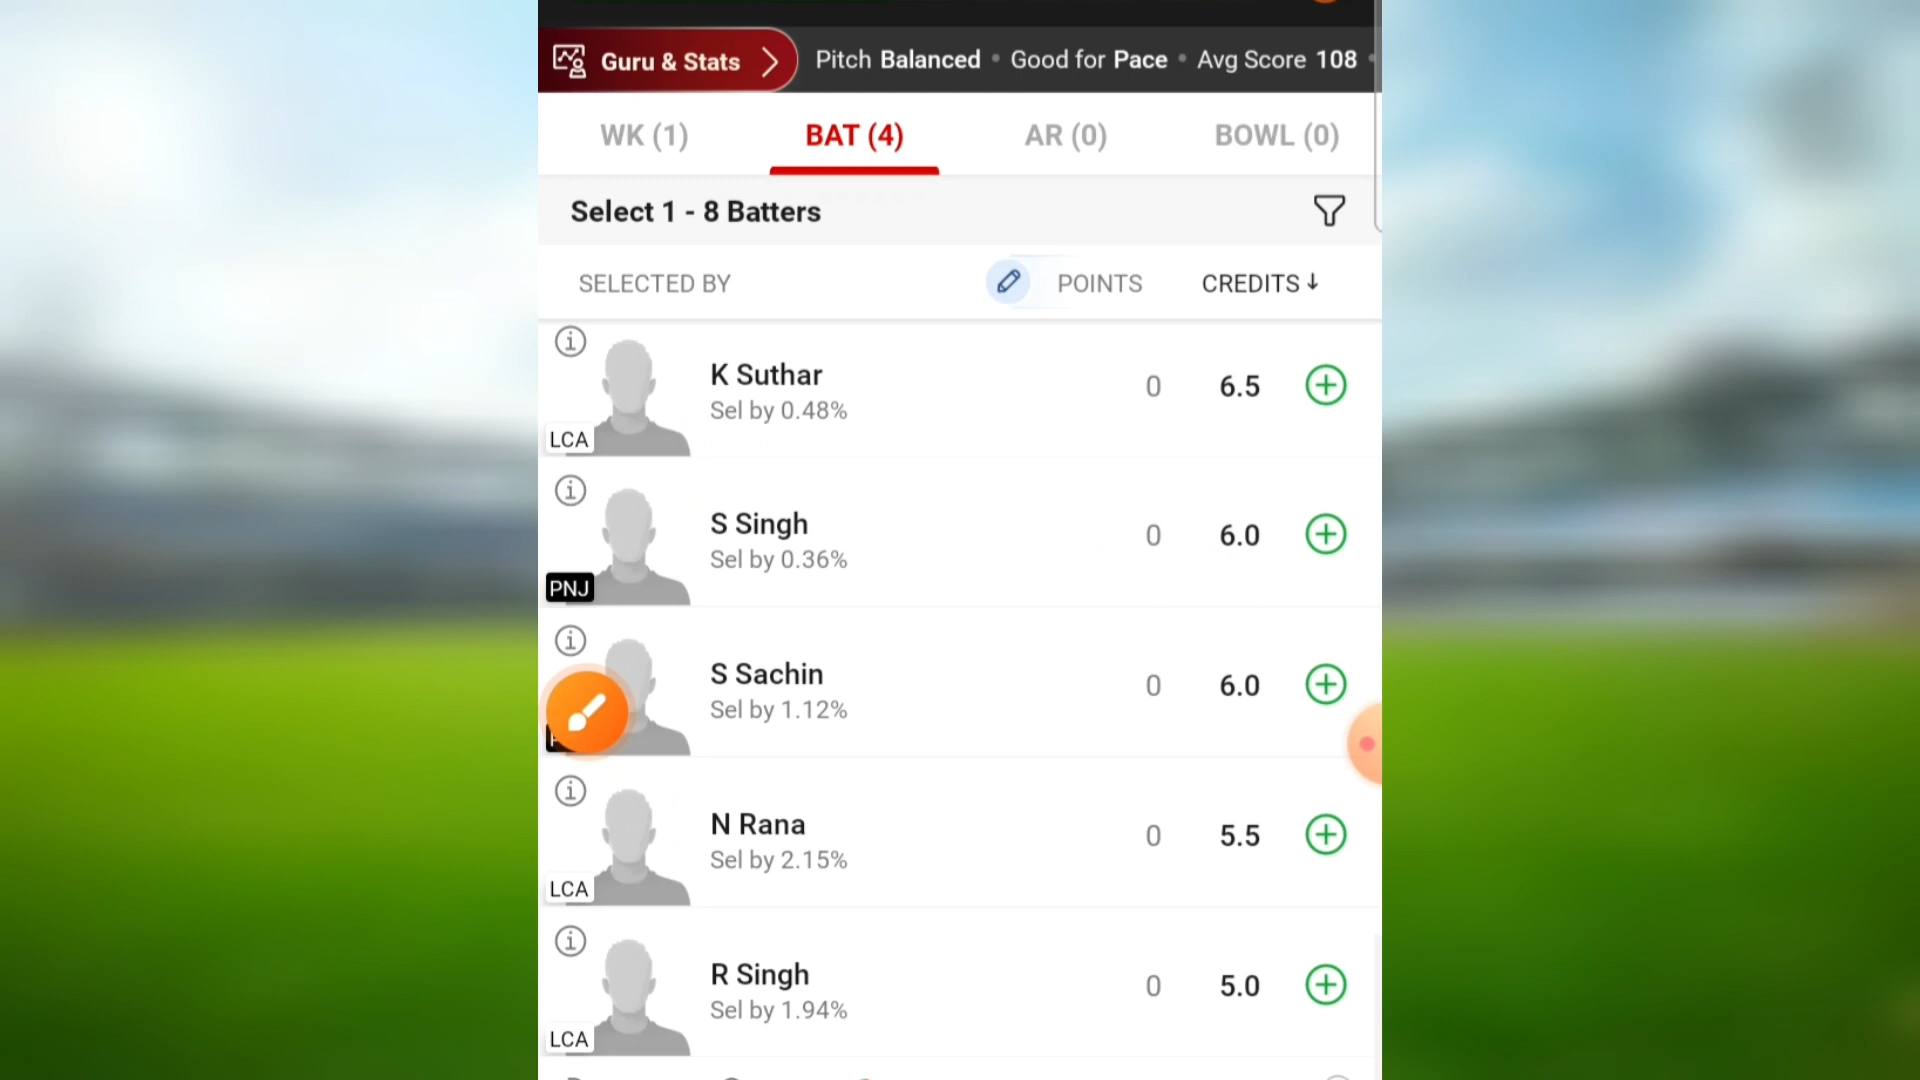 Guru & Stats
Pitch Balanced • Good for Pace • Avg Score 108
WK (1) BAT (4) AR (0) BOWL (0)
Select 1 - 8 Batters
SELECTED BY POINTS CREDITS
K Suthar 0 6.5
Sel by 0.48%
LCA
S Singh 0 6.0
Sel by 0.36%
PNJ
S Sachin 0 6.0
Sel by 1.12%
N Rana 0 5.5
Sel by 2.15%
LCA
R Singh 0 5.0
Sel by 1.94%
LCA